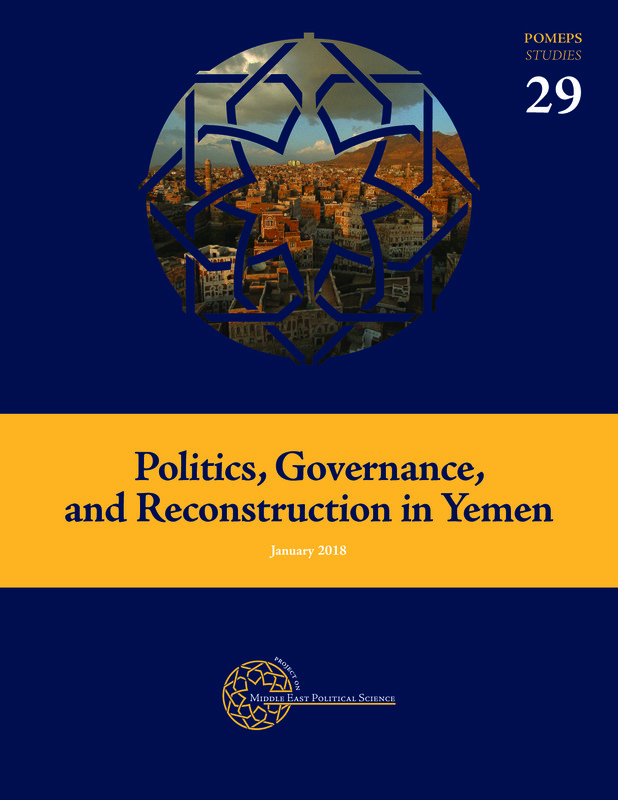 POMEPS
STUDIES
29
Politics, Governance,
and Reconstruction in Yemen
January 2018
PROJECT ON
MIDDLE EAST POLITICAL SCIENCE